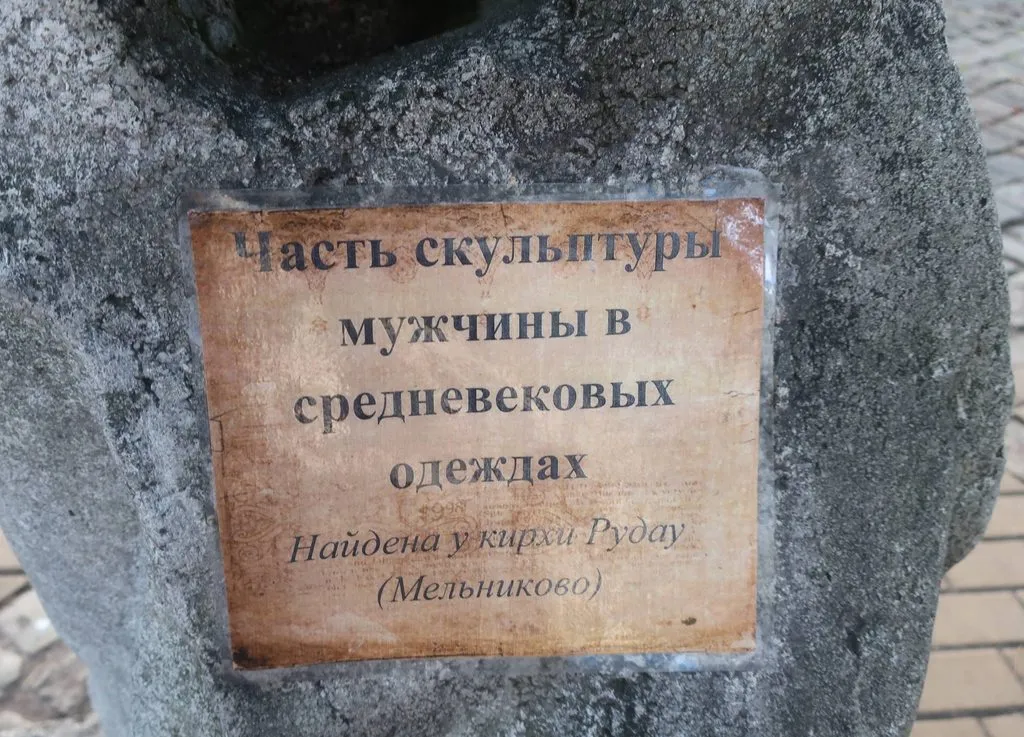 Часть скульптуры
мужчины в
средневековых
одеждах
Найдена у кирхи Рудау
(Мельниково)